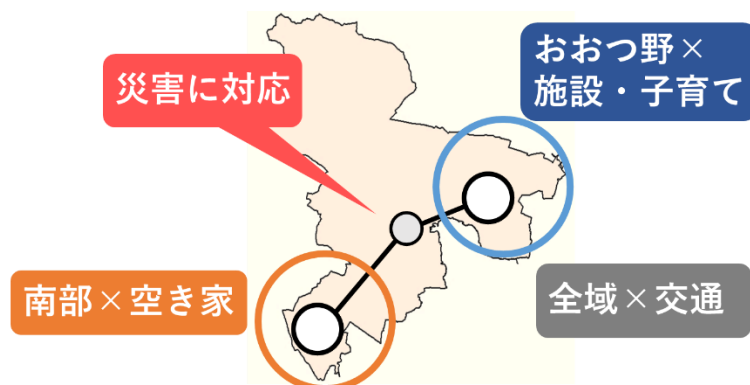 おおつ野×
施設・子育て
災害に対応
南部×空き家
全域×交通